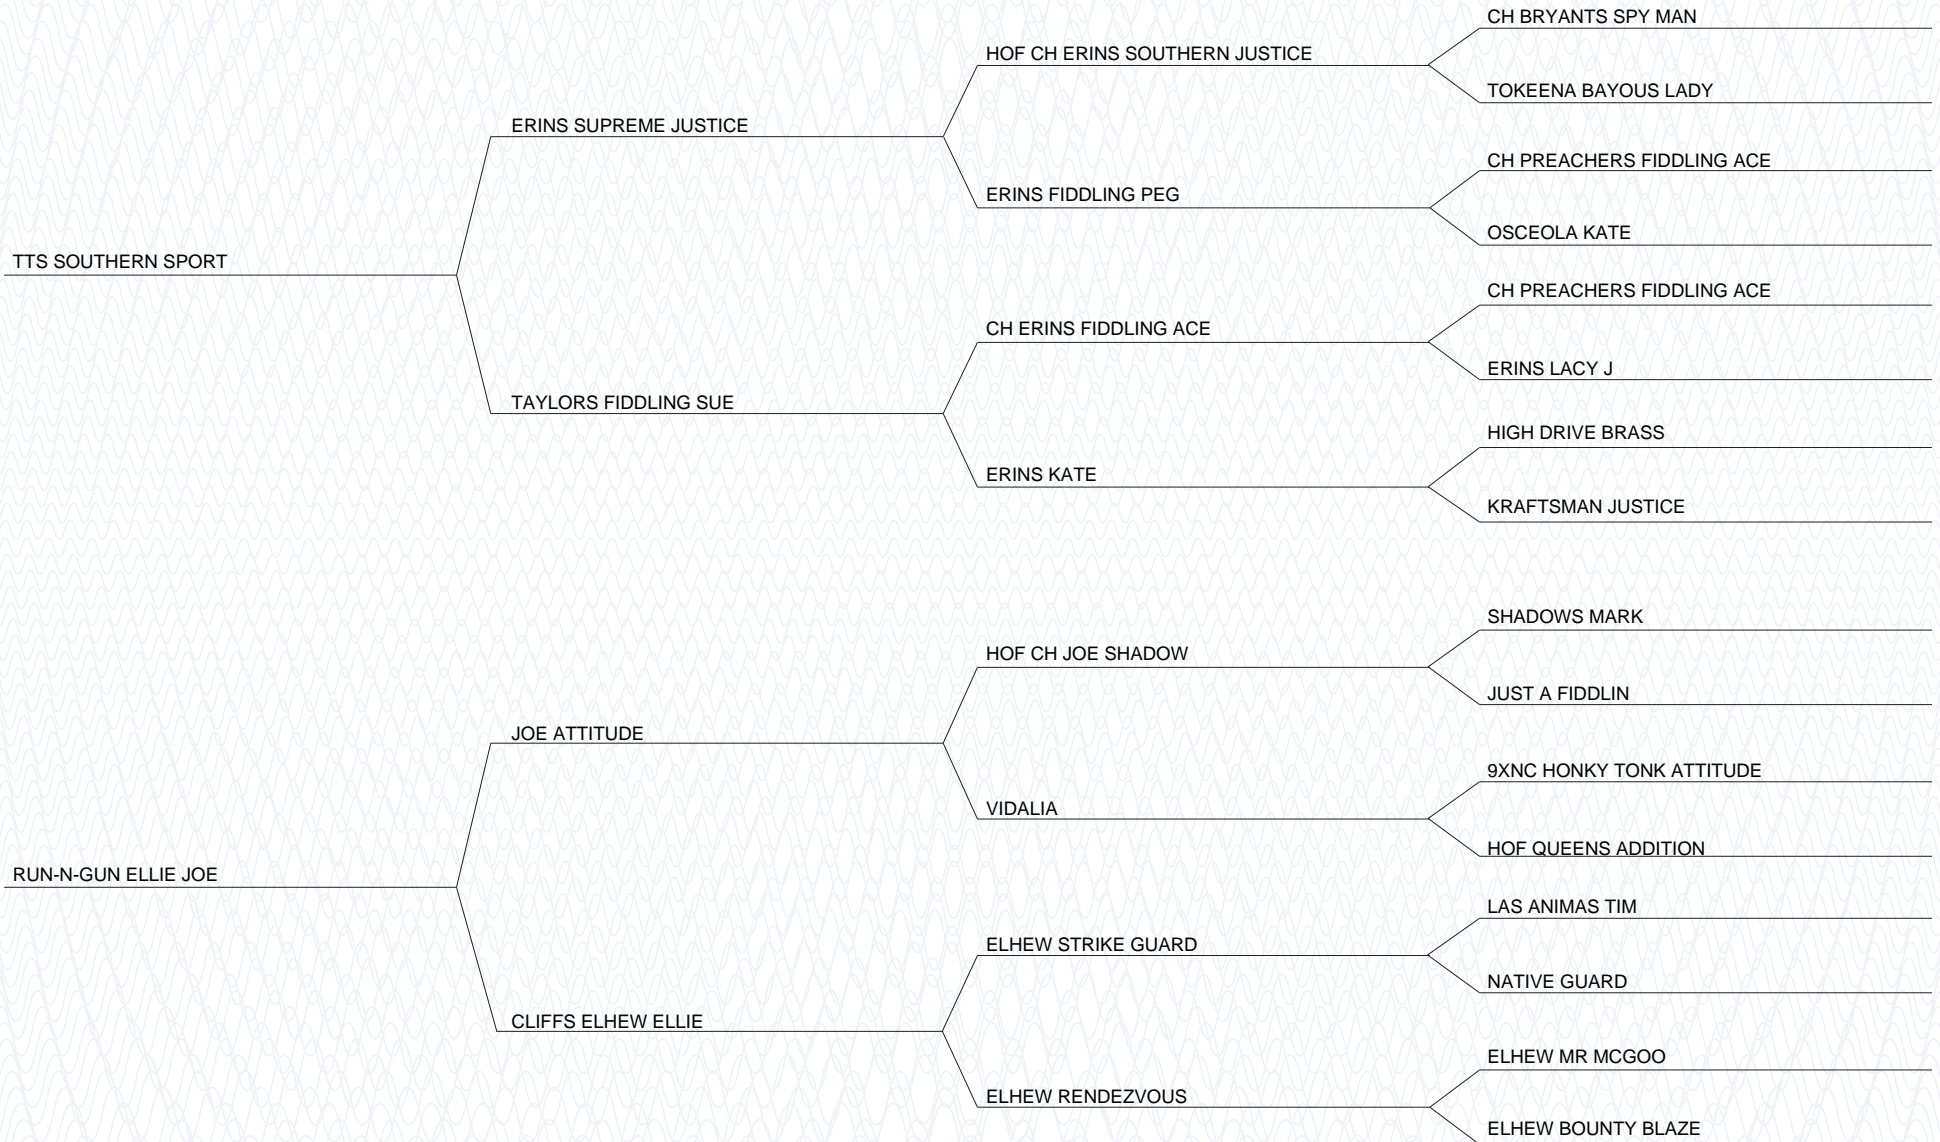 CH BRYANTS SPY MAN
HOF CH ERINS SOUTHERN JUSTICE
TOKEENA BAYOUS LADY
ERINS SUPREME JUSTICE
CH PREACHERS FIDDLING ACE
ERINS FIDDLING PEG
OSCEOLA KATE
TTS SOUTHERN SPORT
CH PREACHERS FIDDLING ACE
CH ERINS FIDDLING ACE
ERINS LACY J
TAYLORS FIDDLING SUE
HIGH DRIVE BRASS
ERINS KATE
KRAFTSMAN JUSTICE
SHADOWS MARK
HOF CH JOE SHADOW
JUST A FIDDLIN
JOE ATTITUDE
9XNC HONKY TONK ATTITUDE
VIDALIA
HOF QUEENS ADDITION
RUN-N-GUN ELLIE JOE
LAS ANIMAS TIM
ELHEW STRIKE GUARD
NATIVE GUARD
CLIFFS ELHEW ELLIE
ELHEW MR MCGOO
ELHEW RENDEZVOUS
ELHEW BOUNTY BLAZE